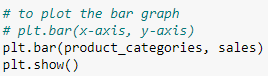 # to plot the bar graph
# plt.bar(x-axis, y-axis)
plt.bar(product_categories, sales)
plt.show()